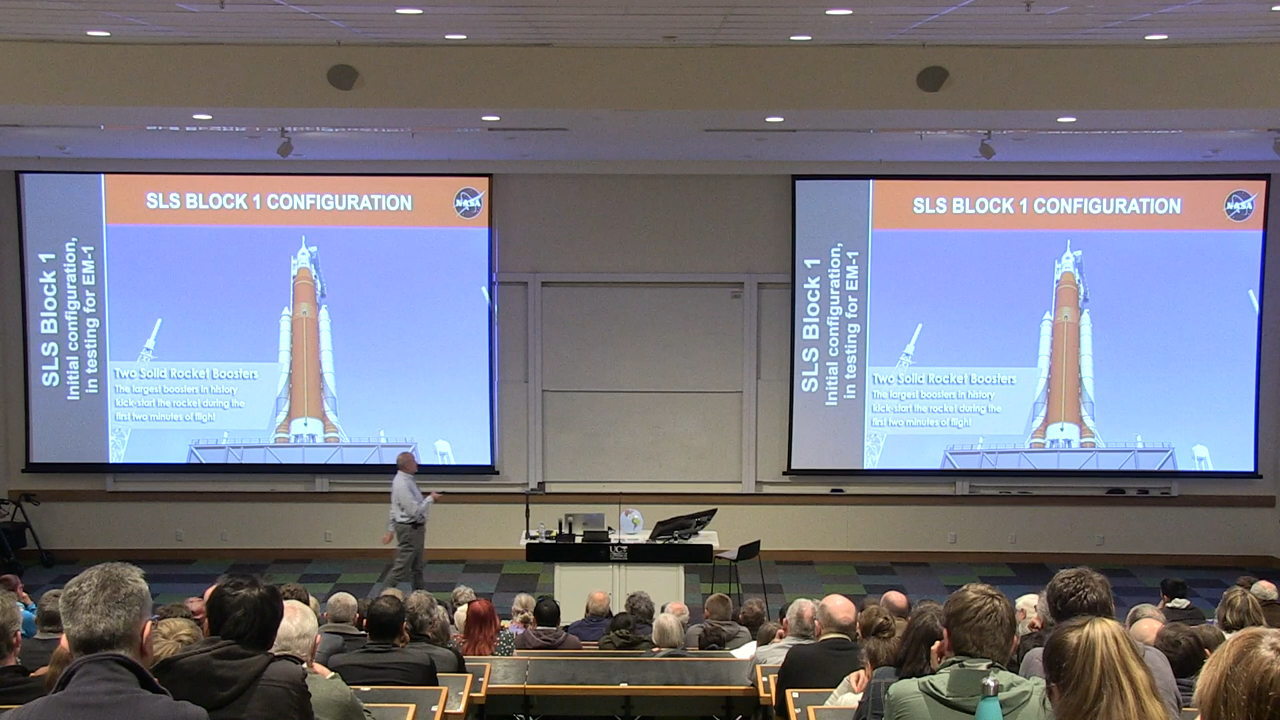 SLS BLOCK 1 CONFIGURATION
NASA
SLS Block 1
Initial configuration,
in testing for EM-1
Two Solid Rocket Boosters
The largest boosters in history
kick-start the rocket during the
first two minutes of flight
SLS BLOCK 1 CONFIGURATION
NASA
SLS Block 1
Initial configuration,
in testing for EM-1
Two Solid Rocket Boosters
The largest boosters in history
kick-start the rocket during the
first two minutes of flight
UC